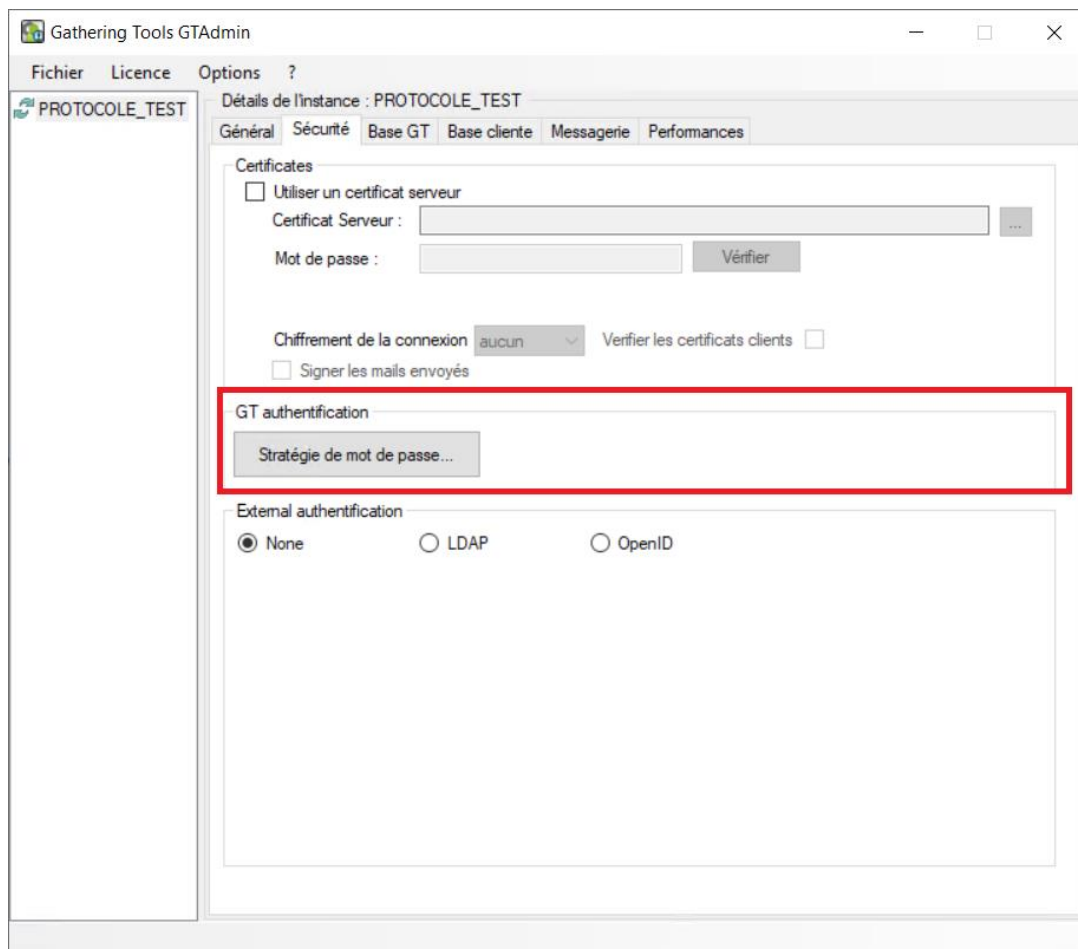 Gathering Tools GTAdmin
Fichier Licence Options ?
PROTOCOLE_TEST
Détails de l'instance : PROTOCOLE_TEST
Général Sécurité Base GT Base cliente Messagerie Performances
Certificates
Utiliser un certificat serveur
Certificat Serveur : ...
Mot de passe : Vérifier
Chiffrement de la connexion aucun Verifier les certificats clients
Signer les mails envoyés
GT authentification
Stratégie de mot de passe...
External authentification
None LDAP OpenID